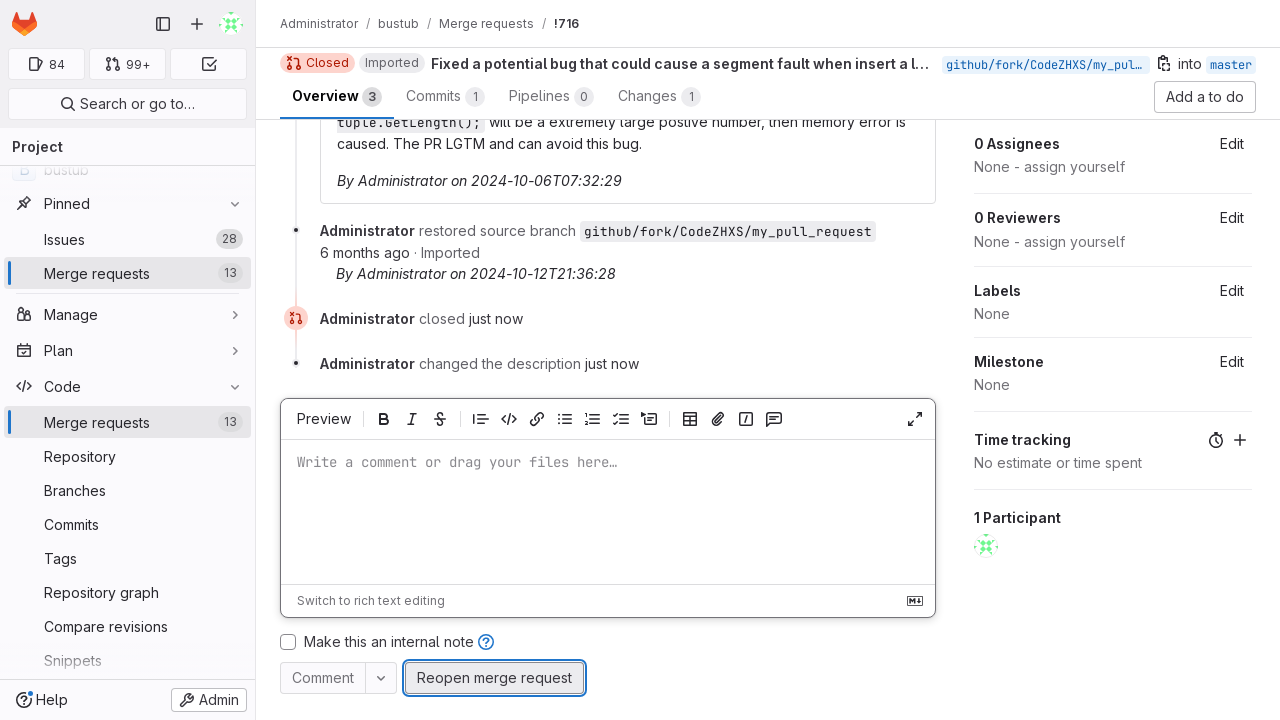 Administrator / bustub / Merge requests / !716
84
99+
Search or go to…
Project
bustub
Pinned
Issues 28
Merge requests 13
Manage
Plan
Code
Merge requests 13
Repository
Branches
Commits
Tags
Repository graph
Compare revisions
Snippets
Help
Admin
Closed Imported Fixed a potential bug that could cause a segment fault when insert a l… github/fork/CodeZHXS/my_pul… into master
Overview 3 Commits 1 Pipelines 0 Changes 1 Add a to do
tuple.GetLength(); will be a extremely large postive number, then memory error is
caused. The PR LGTM and can avoid this bug.
By Administrator on 2024-10-06T07:32:29
Administrator restored source branch github/fork/CodeZHXS/my_pull_request
6 months ago · Imported
By Administrator on 2024-10-12T21:36:28
Administrator closed just now
Administrator changed the description just now
Preview
Write a comment or drag your files here…
Switch to rich text editing
Make this an internal note
Comment
Reopen merge request
0 Assignees Edit
None - assign yourself
0 Reviewers Edit
None - assign yourself
Labels Edit
None
Milestone Edit
None
Time tracking
No estimate or time spent
1 Participant